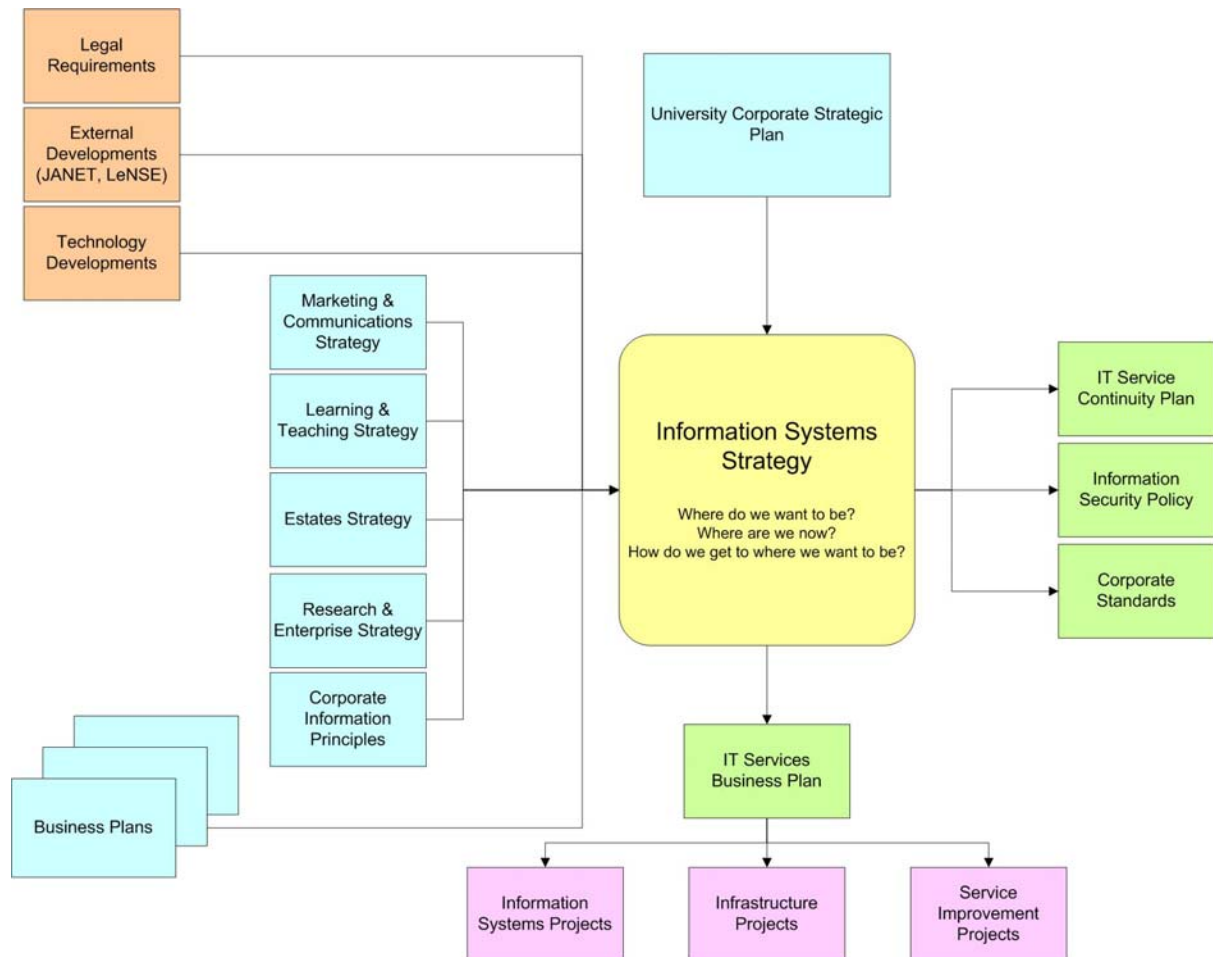 Legal
Requirements
External
Developments
(JANET, LeNSE)
Technology
Developments
University Corporate Strategic
Plan
Marketing &
Communications
Strategy
Learning &
Teaching Strategy
Estates Strategy
Research &
Enterprise Strategy
Corporate
Information
Principles
Business Plans
Information Systems
Strategy
Where do we want to be?
Where are we now?
How do we get to where we want to be?
IT Service
Continuity Plan
Information
Security Policy
Corporate
Standards
IT Services
Business Plan
Information
Systems Projects
Infrastructure
Projects
Service
Improvement
Projects